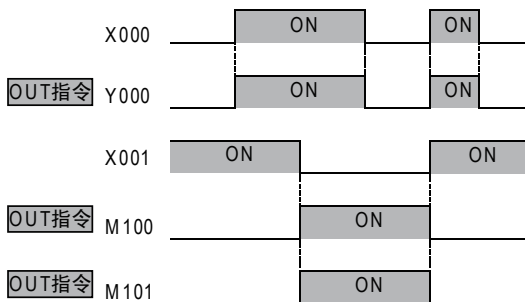 X000 ON ON
OUT指令 Y000 ON ON
X001 ON ON
OUT指令 M100 ON
OUT指令 M101 ON